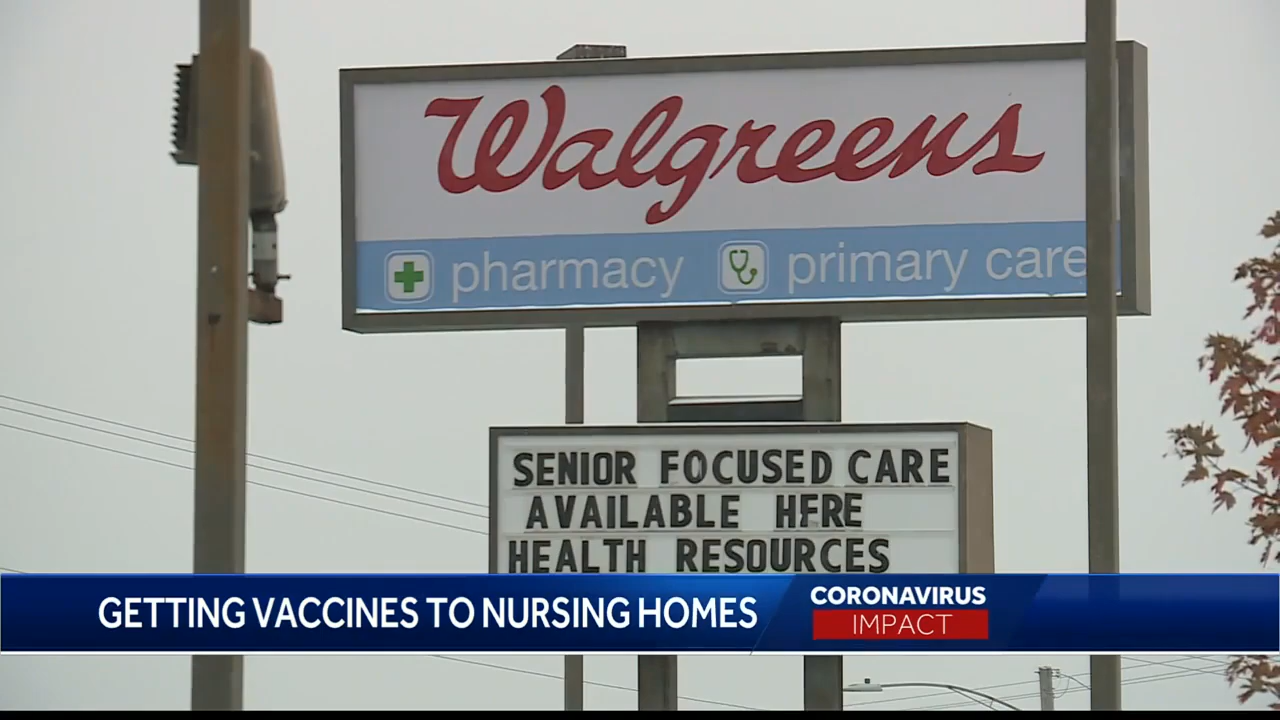 Walgreens
pharmacy primary care
SENIOR FOCUSED CARE
AVAILABLE HERE
HEALTH RESOURCES
GETTING VACCINES TO NURSING HOMES
CORONAVIRUS
IMPACT